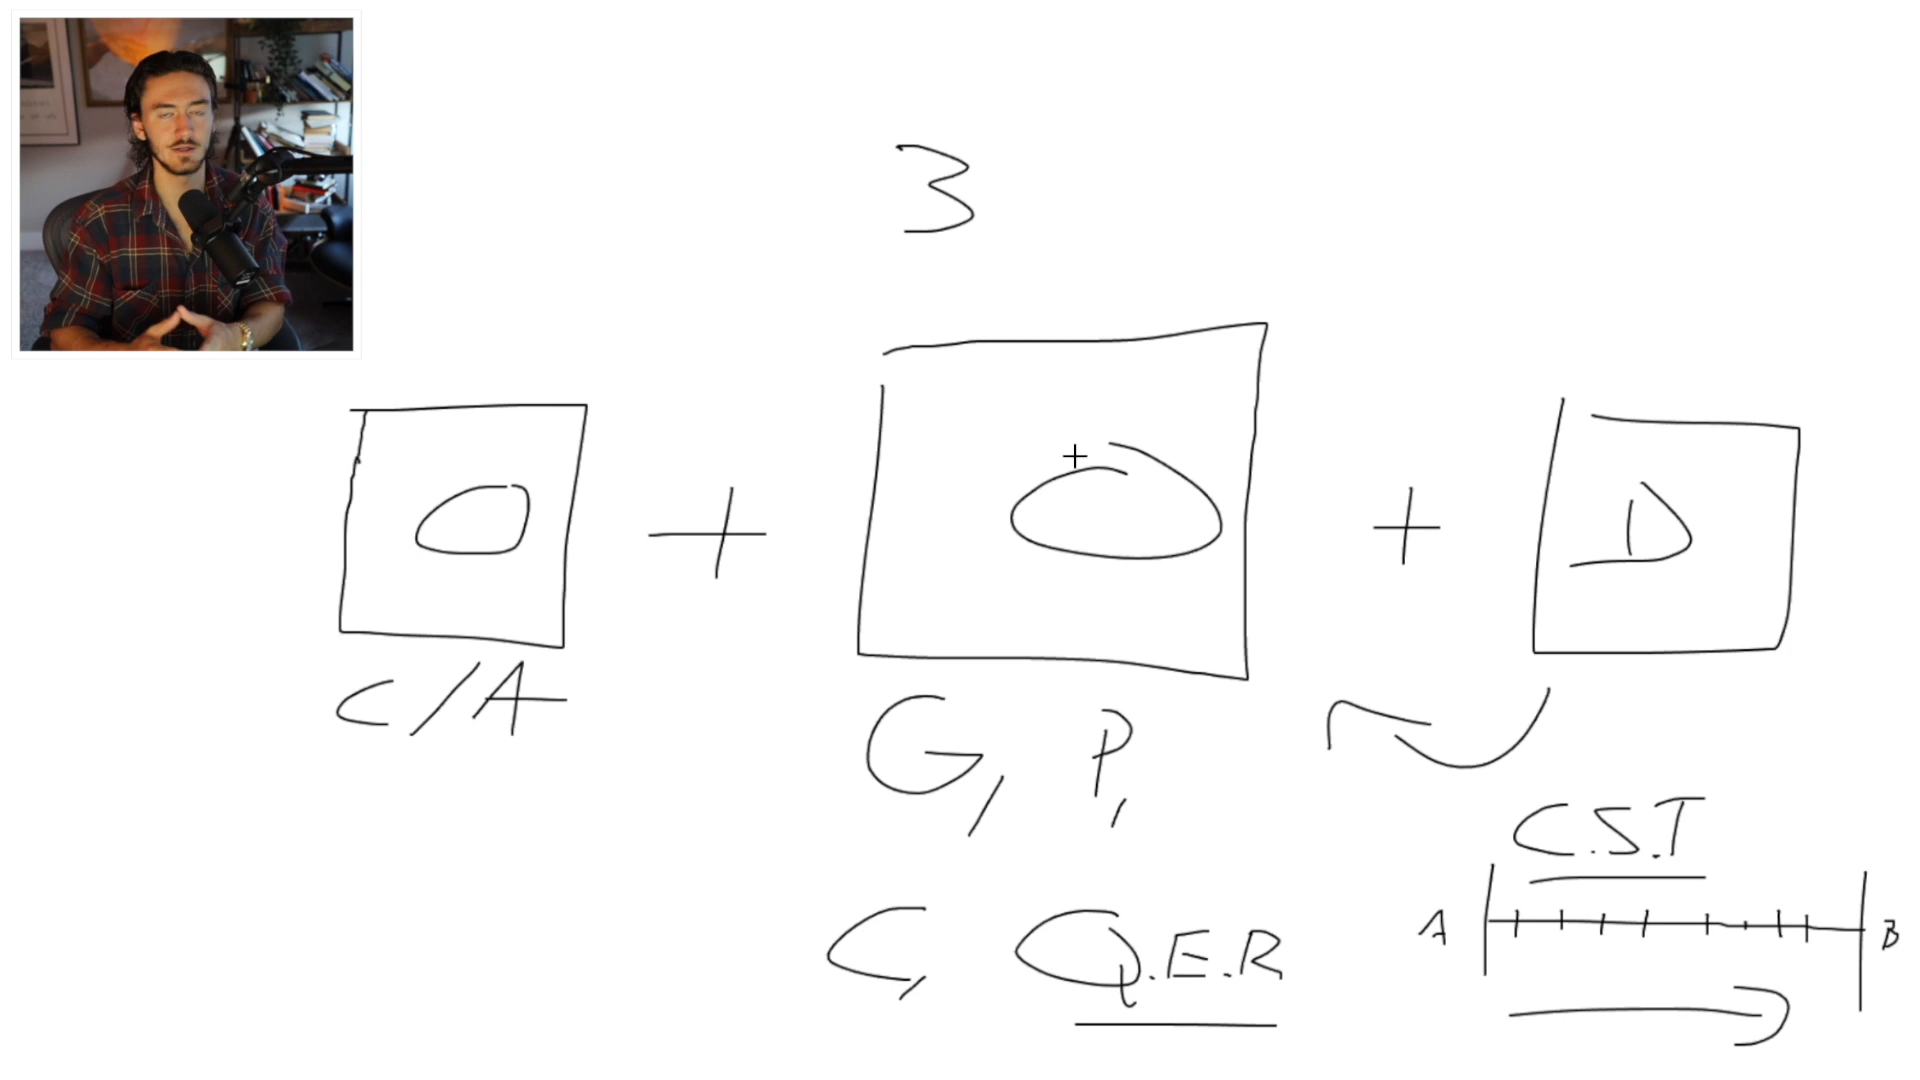 3
+ + D
C/A
G, P,
C.S.T
A B
C, Q.E.R